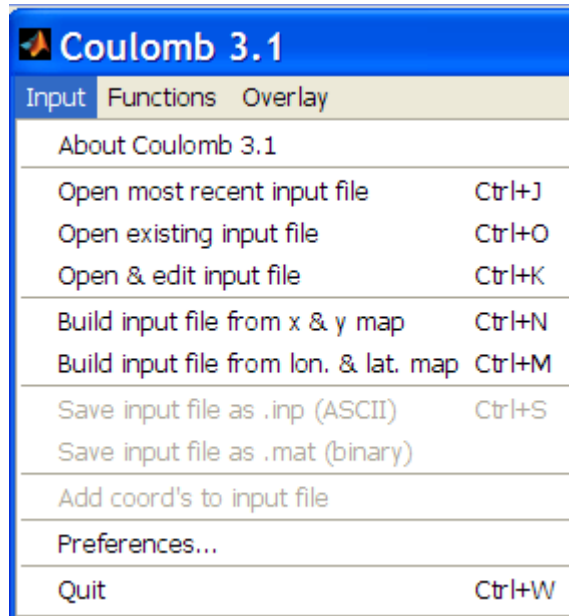 Coulomb 3.1
Input Functions Overlay
About Coulomb 3.1
Open most recent input file Ctrl+J
Open existing input file Ctrl+O
Open & edit input file Ctrl+K
Build input file from x & y map Ctrl+N
Build input file from lon. & lat. map Ctrl+M
Save input file as .inp (ASCII) Ctrl+S
Save input file as .mat (binary)
Add coord's to input file
Preferences...
Quit Ctrl+W